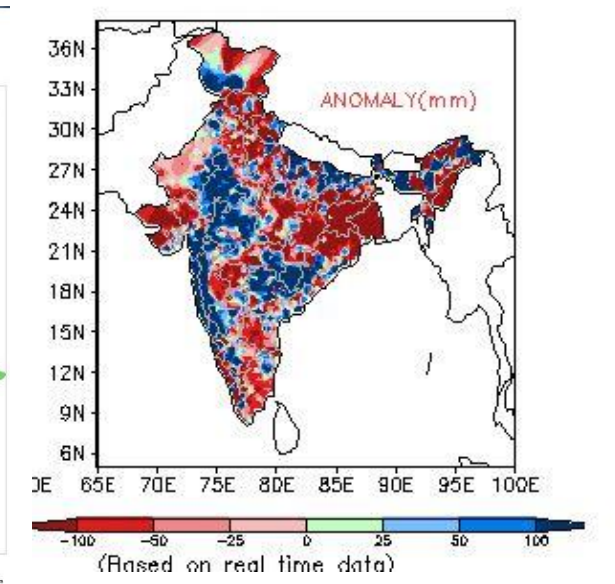 36N
33N
ANOMALY(mm)
30N
27N
24N
21N
18N
15N
12N
9N
6N
0E 65E 70E 75E 80E 85E 90E 95E 100E
-100 -50 -25 0 25 50 100
(Based on real time data)